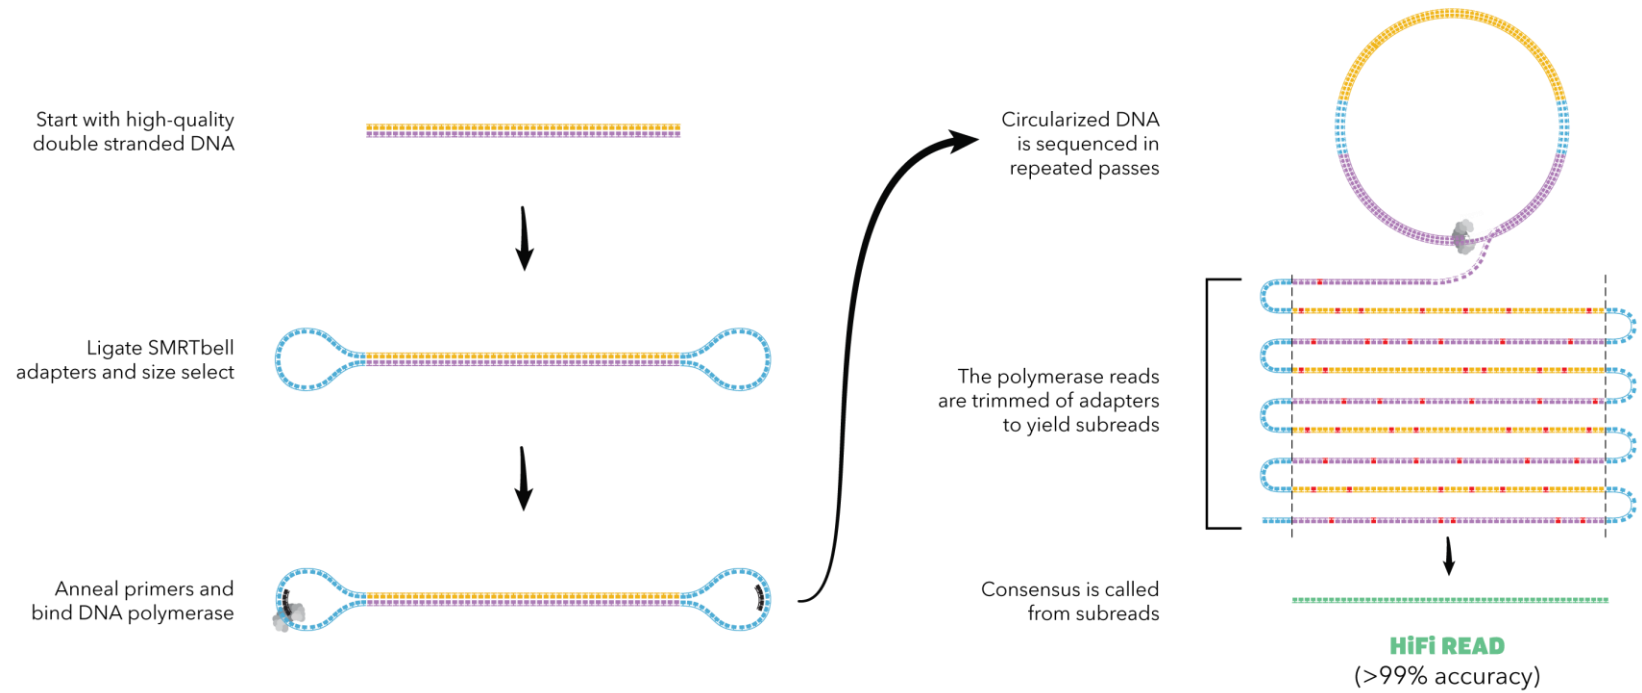 Start with high-quality
double stranded DNA
Ligate SMRTbell
adapters and size select
Anneal primers and
bind DNA polymerase
Circularized DNA
is sequenced in
repeated passes
The polymerase reads
are trimmed of adapters
to yield subreads
Consensus is called
from subreads
HiFi READ
(>99% accuracy)